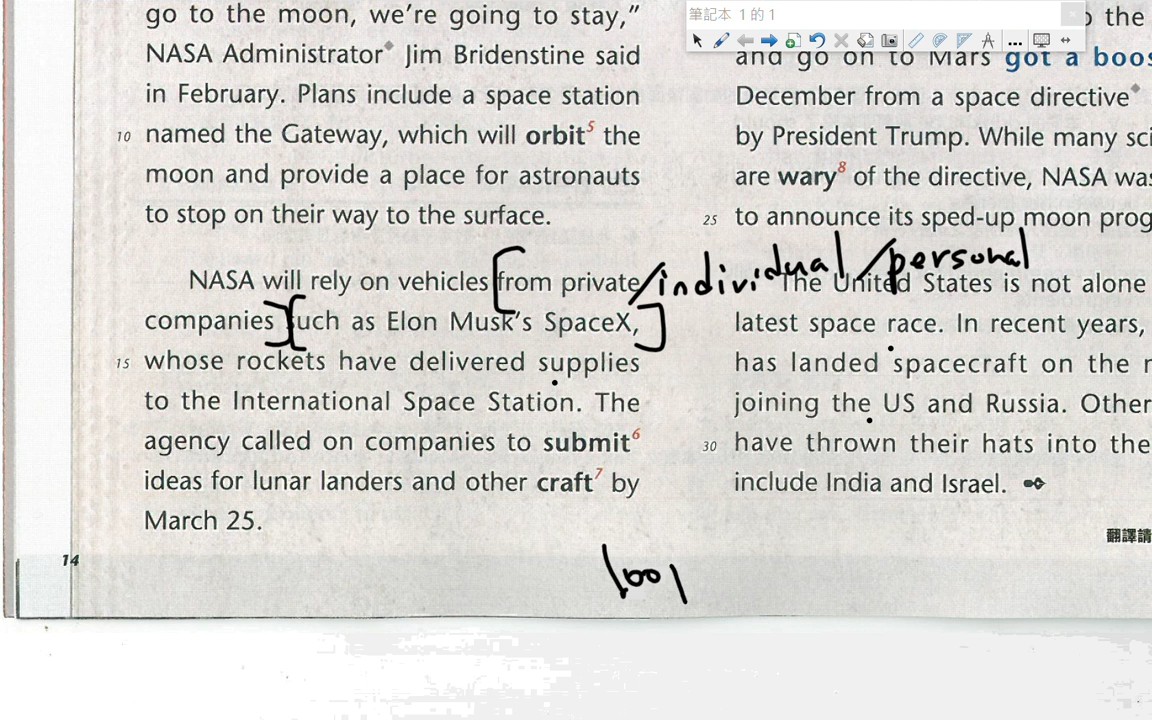 go to the moon, we're going to stay,"
NASA Administrator◆ Jim Bridenstine said
in February. Plans include a space station
10 named the Gateway, which will orbit5 the
moon and provide a place for astronauts
to stop on their way to the surface.
NASA will rely on vehicles [from private/individual/personal
companies][such as Elon Musk's SpaceX,]
15 whose rockets have delivered supplies
to the International Space Station. The
agency called on companies to submit6
ideas for lunar landers and other craft7 by
March 25.
14
筆記本 1 的 1
the
and go on to Mars got a boos
December from a space directive◆
by President Trump. While many sci
are wary8 of the directive, NASA was
25 to announce its sped-up moon prog
The United States is not alone
latest space race. In recent years,
has landed spacecraft on the
joining the US and Russia. Other
30 have thrown their hats into the
include India and Israel.
翻譯請